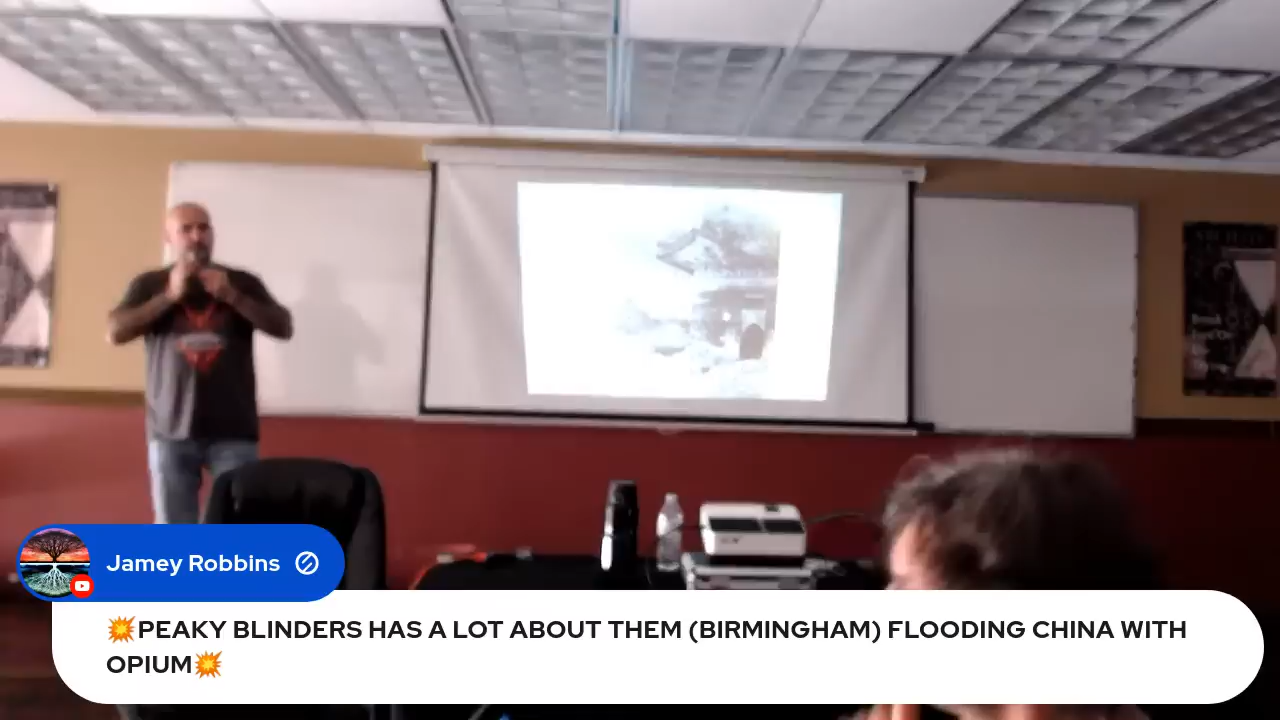 Jamey Robbins
💥PEAKY BLINDERS HAS A LOT ABOUT THEM (BIRMINGHAM) FLOODING CHINA WITH
OPIUM💥